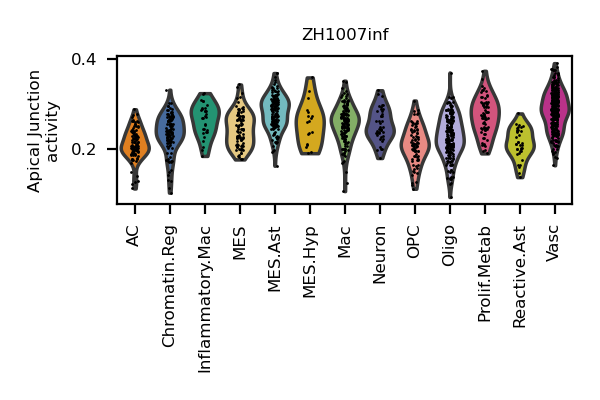 ZH1007inf
Apical Junction
activity
0.4
0.2
AC
Chromatin.Reg
Inflammatory.Mac
MES
MES.Ast
MES.Hyp
Mac
Neuron
OPC
Oligo
Prolif.Metab
Reactive.Ast
Vasc